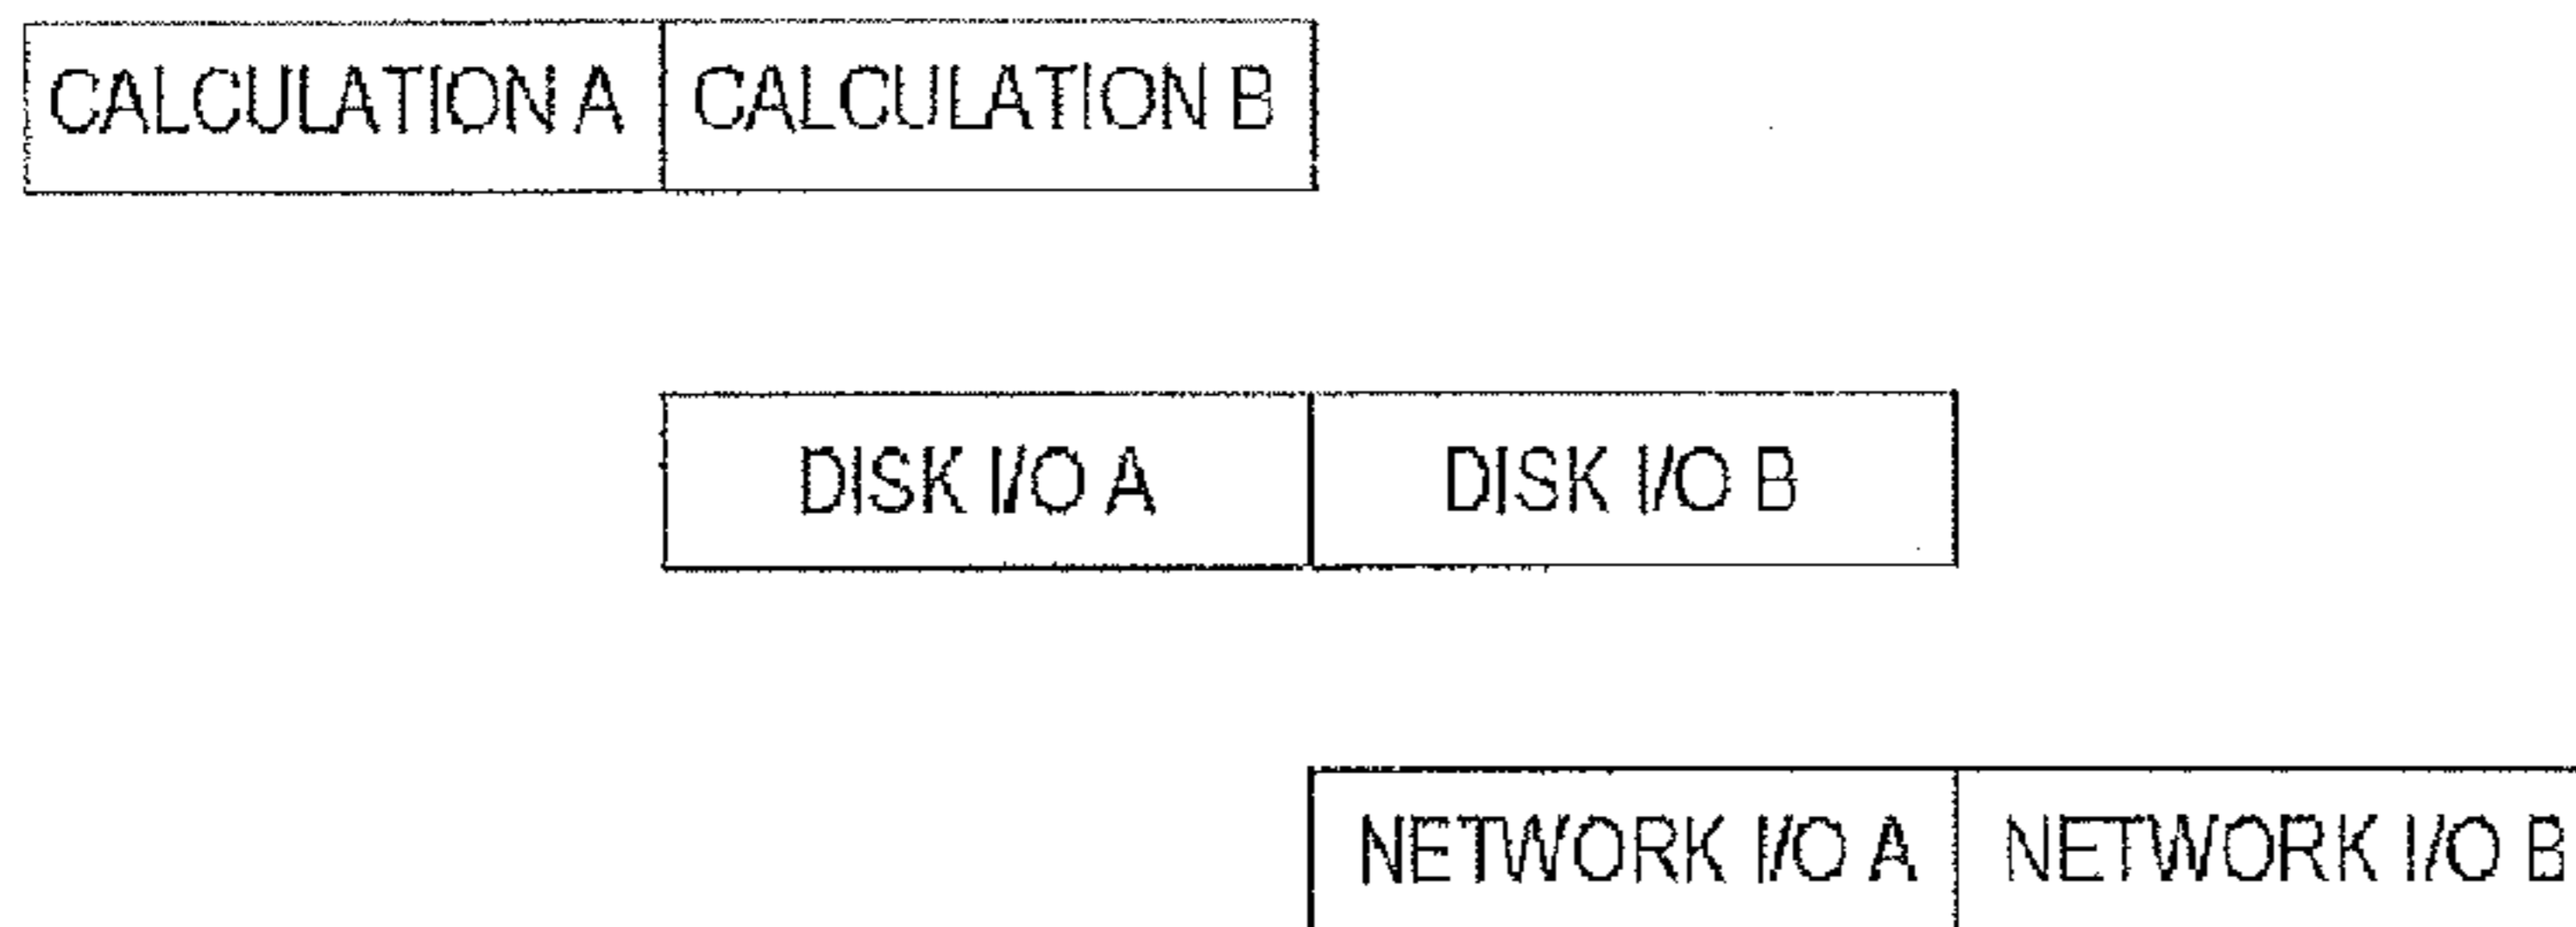 CALCULATION A CALCULATION B
DISK I/O A DISK I/O B
NETWORK I/O A NETWORK I/O B